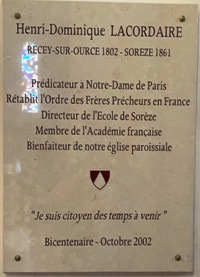 Henri-Dominique LACORDAIRE
RECEY-SUR-OURCE 1802 - SOREZE 1861
Prédicateur à Notre-Dame de Paris
Rétablit l'Ordre des Frères Prêcheurs en France
Directeur de l'Ecole de Sorèze
Membre de l'Académie française
Bienfaiteur de notre église paroissiale
"Je suis citoyen des temps à venir"
Bicentenaire - Octobre 2002